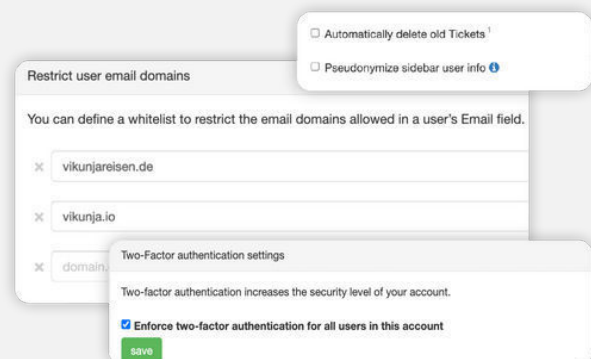 Automatically delete old Tickets 1
Pseudonymize sidebar user info
Restrict user email domains
You can define a whitelist to restrict the email domains allowed in a user's Email field.
vikunjareisen.de
vikunja.io
domain.
Two-Factor authentication settings
Two-factor authentication increases the security level of your account.
Enforce two-factor authentication for all users in this account
save